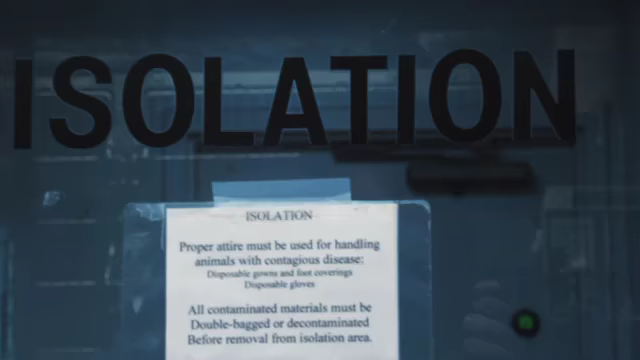 ISOLATION
ISOLATION
Proper attire must be used for handling
animals with contagious disease:
Disposable gowns and foot coverings
Disposable gloves
All contaminated materials must be
Double-bagged or decontaminated
Before removal from isolation area.